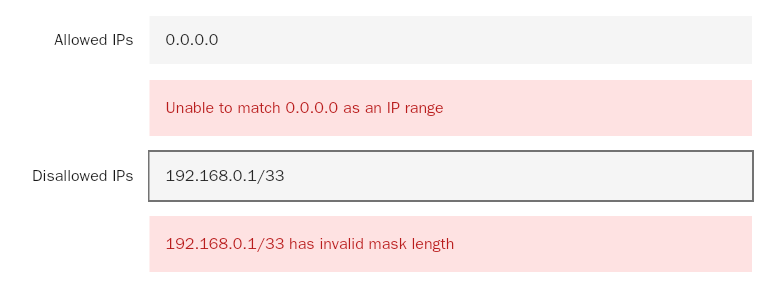 Allowed IPs 0.0.0.0
Unable to match 0.0.0.0 as an IP range
Disallowed IPs 192.168.0.1/33
192.168.0.1/33 has invalid mask length